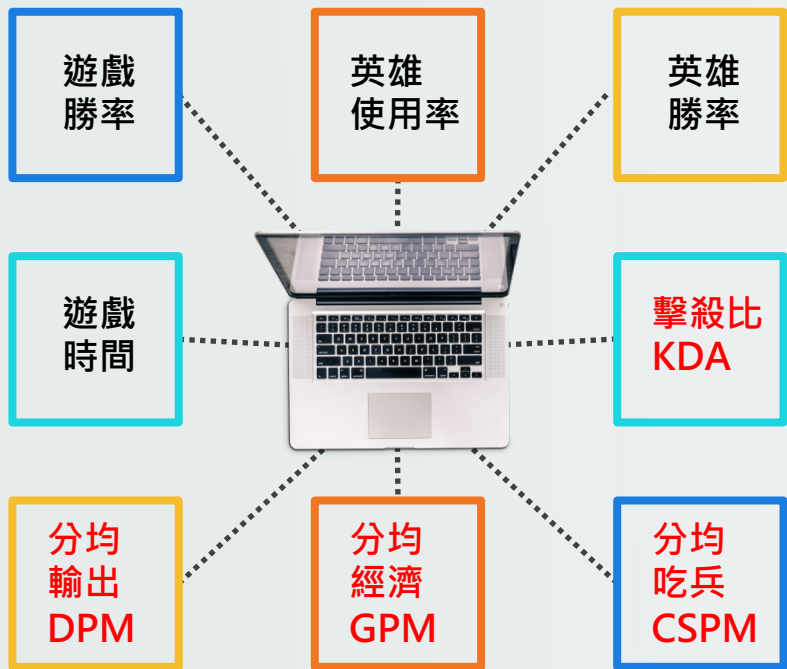 遊戲
勝率
英雄
使用率
英雄
勝率
遊戲
時間
擊殺比
KDA
分均
輸出
DPM
分均
經濟
GPM
分均
吃兵
CSPM